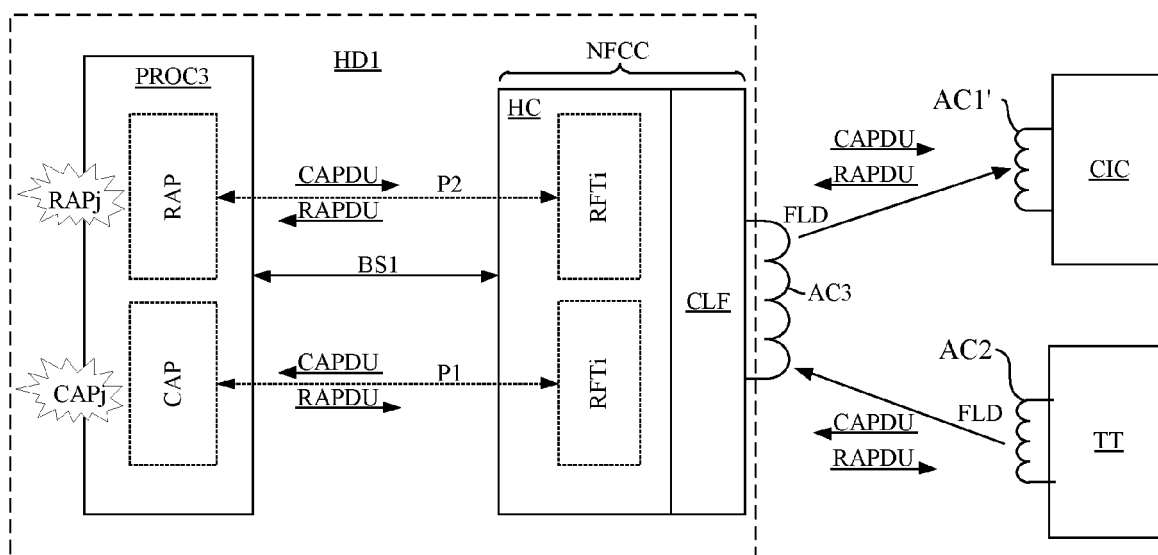 HD1
NFCC
PROC3
HC
AC1'
CAPDU
RAPDU
CIC
RAPj
RAP
CAPDU
P2
RAPDU
RFTi
FLD
BS1
CLF
AC3
AC2
CAPj
CAP
CAPDU
P1
RAPDU
RFTi
FLD
CAPDU
RAPDU
TT